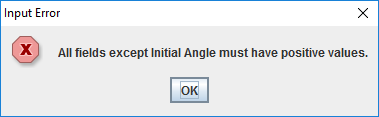 Input Error
All fields except Initial Angle must have positive values.
OK